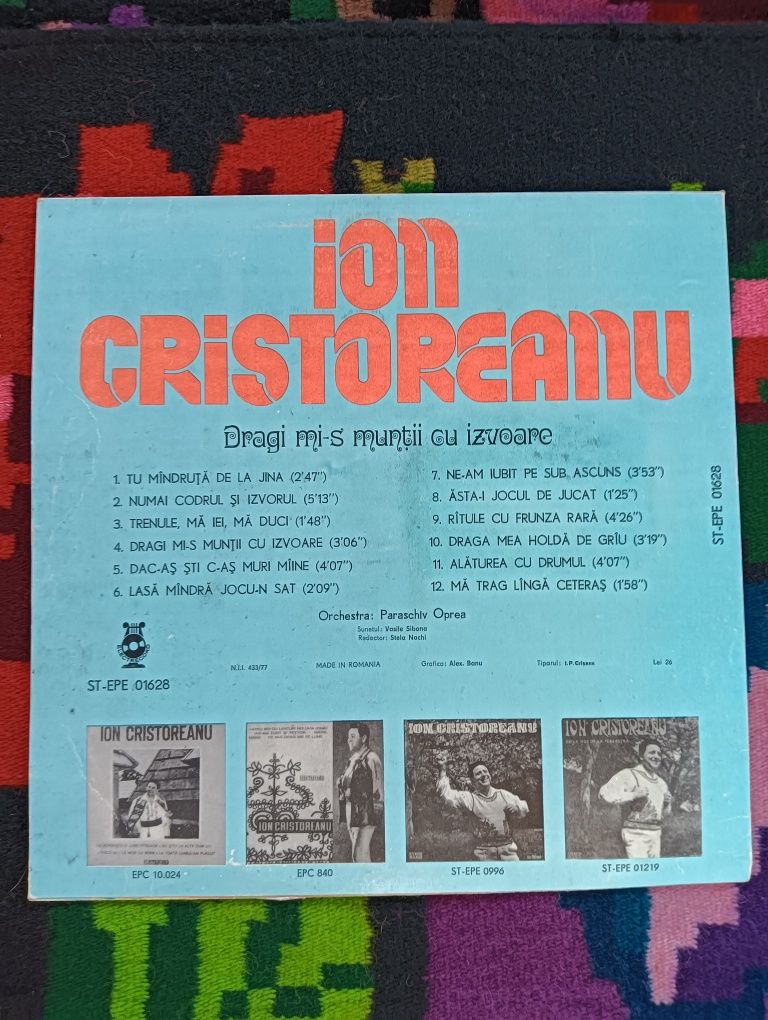 ion
CRiSTOREANU
Dragi mi-s munții cu izvoare
1. TU MÎNDRUȚĂ DE LA JINA (2'47")
2. NUMAI CODRUL ȘI IZVORUL (5'13")
3. TRENULE, MĂ IEI, MĂ DUCI (1'48")
4. DRAGI MI-S MUNȚII CU IZVOARE (3'06")
5. DAC-AȘ ȘTI C-AȘ MURI MÎINE (4'07")
6. LASĂ MÎNDRĂ JOCU-N SAT (2'09")
7. NE-AM IUBIT PE SUB ASCUNS (3'53")
8. ĂSTA-I JOCUL DE JUCAT (1'25")
9. RÎTULE CU FRUNZA RARĂ (4'26")
10. DRAGA MEA HOLDĂ DE GRÎU (3'19")
11. ALĂTUREA CU DRUMUL (4'07")
12. MĂ TRAG LÎNGĂ CETERAȘ (1'58")
ST-EPE 01628
Orchestra: Paraschiv Oprea
Sunetul: Vasile Sibana
Redactor: Stela Nachi
ELECTRECORD
ST-EPE 01628
N.I.I. 433/77
MADE IN ROMANIA
Grafica: Alex. Banu
Tiparul: I.P. Crișana
Lei 26
ION CRISTOREANU
EPC 10.024
ELECTRECORD
ION CRISTOREANU
EPC 840
ION CRISTOREANU
ST-EPE 0996
ION CRISTOREANU
ST-EPE 01219